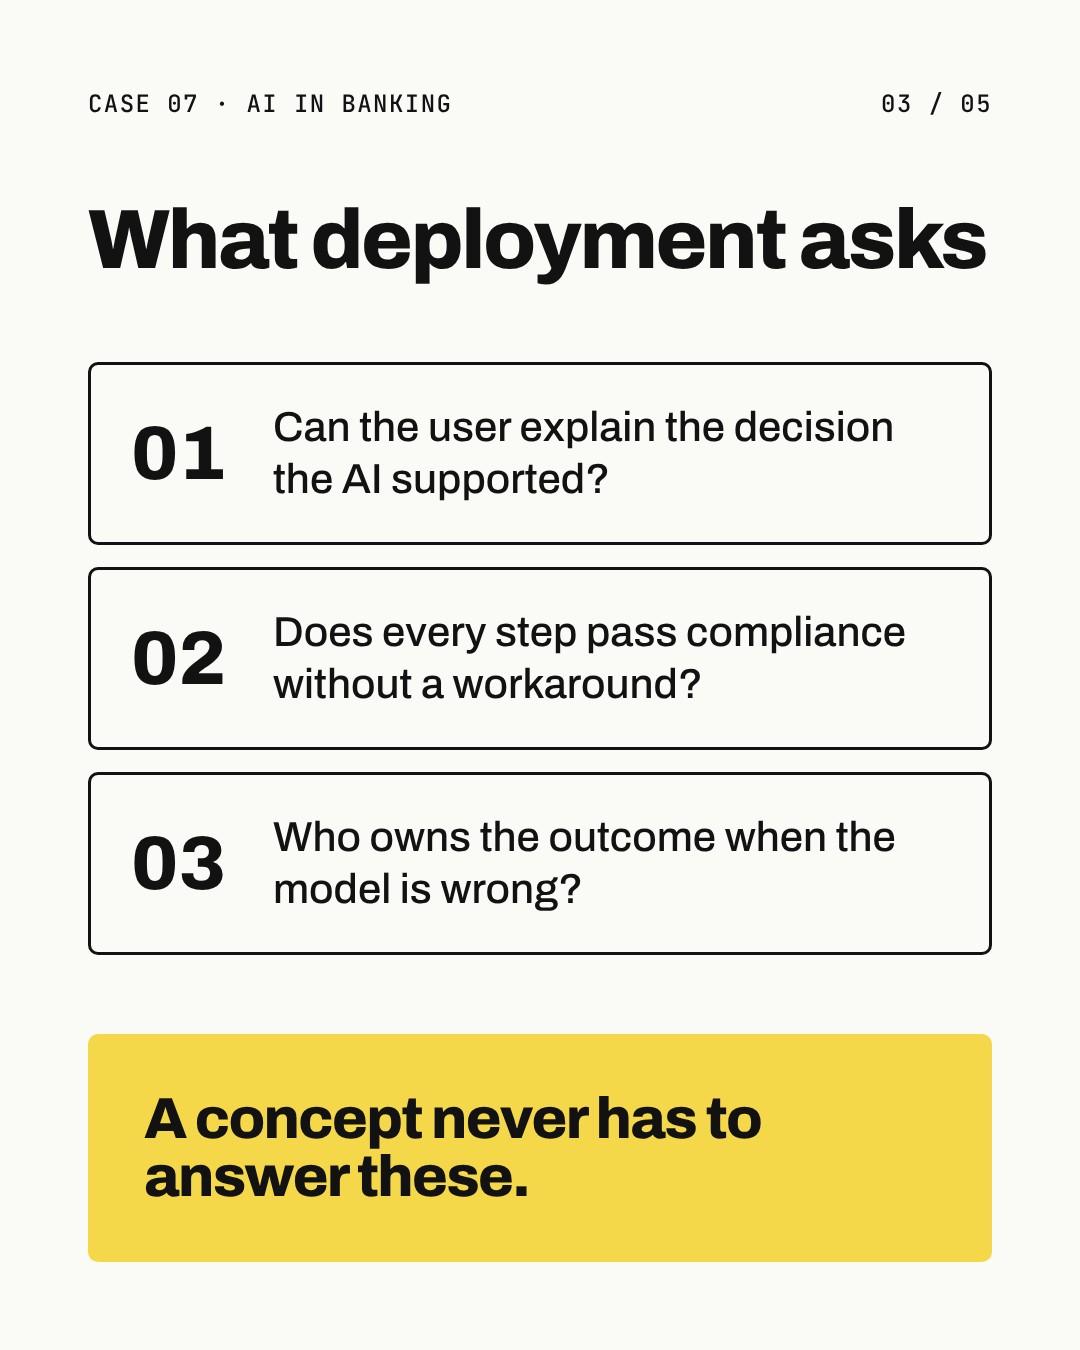 CASE 07 · AI IN BANKING
03 / 05
What deployment asks
01
Can the user explain the decision
the AI supported?
02
Does every step pass compliance
without a workaround?
03
Who owns the outcome when the
model is wrong?
A concept never has to
answer these.